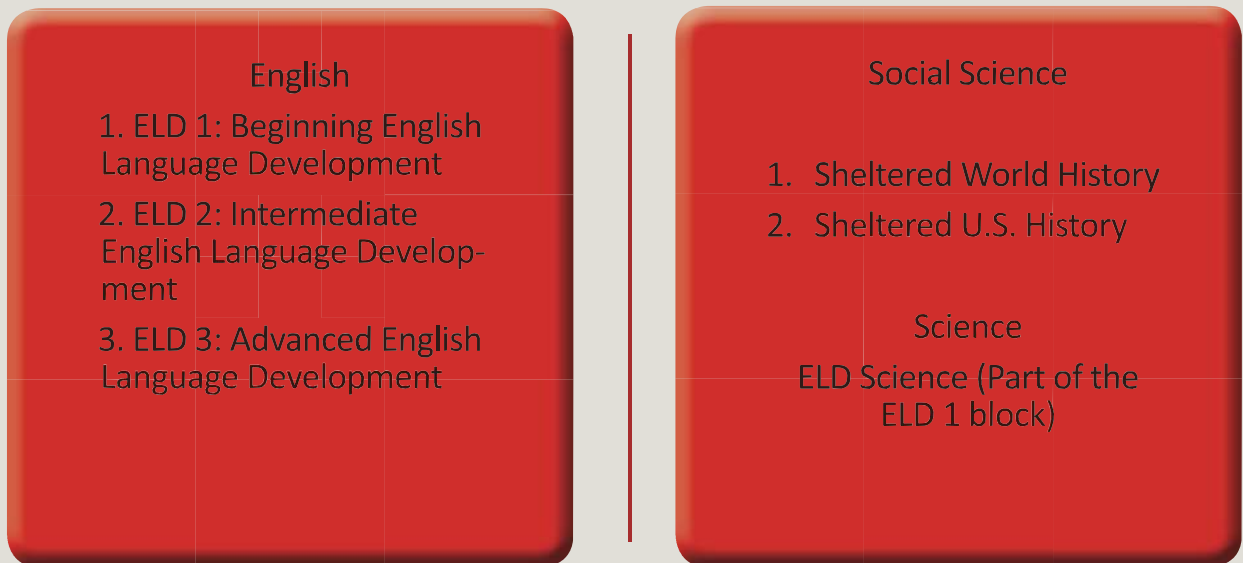 English
1. ELD 1: Beginning English
Language Development
2. ELD 2: Intermediate
English Language Develop-
ment
3. ELD 3: Advanced English
Language Development
Social Science
1. Sheltered World History
2. Sheltered U.S. History
Science
ELD Science (Part of the
ELD 1 block)